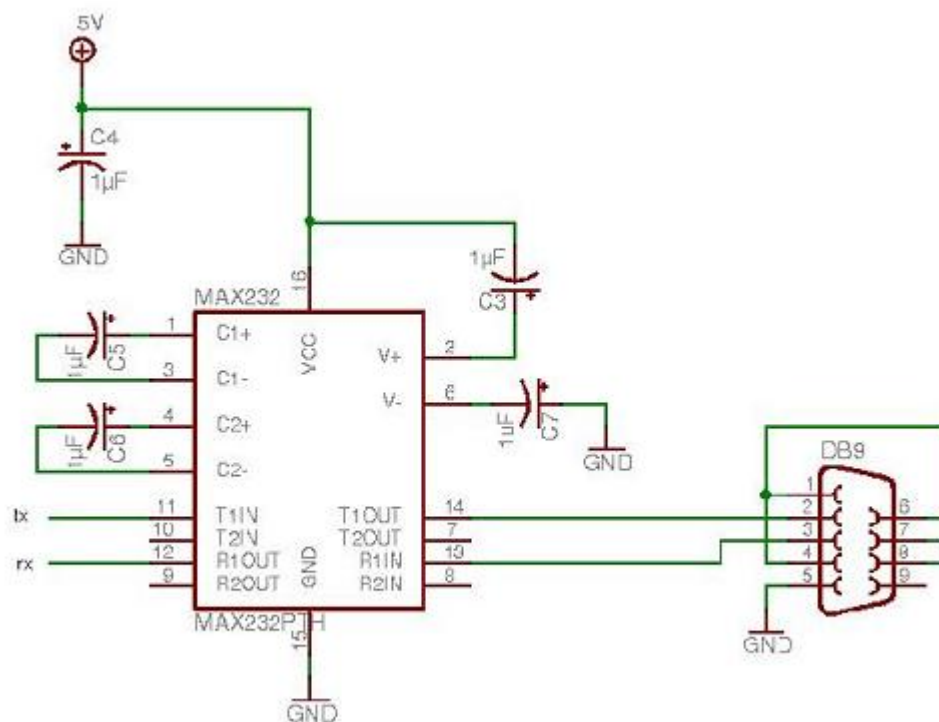 5V
C4
1µF
GND
1µF
C3
16
MAX232
1
C1+
VCC
V+
2
1µF
C5
3
C1-
V-
6
1µF
C7
GND
4
C2+
1µF
C6
5
C2-
DB9
1
tx
11
T1IN
T1OUT
14
2
6
10
T2IN
T2OUT
7
3
7
rx
12
R1OUT
GND
R1IN
13
4
8
9
R2OUT
R2IN
8
5
9
MAX232PTH
15
GND
GND